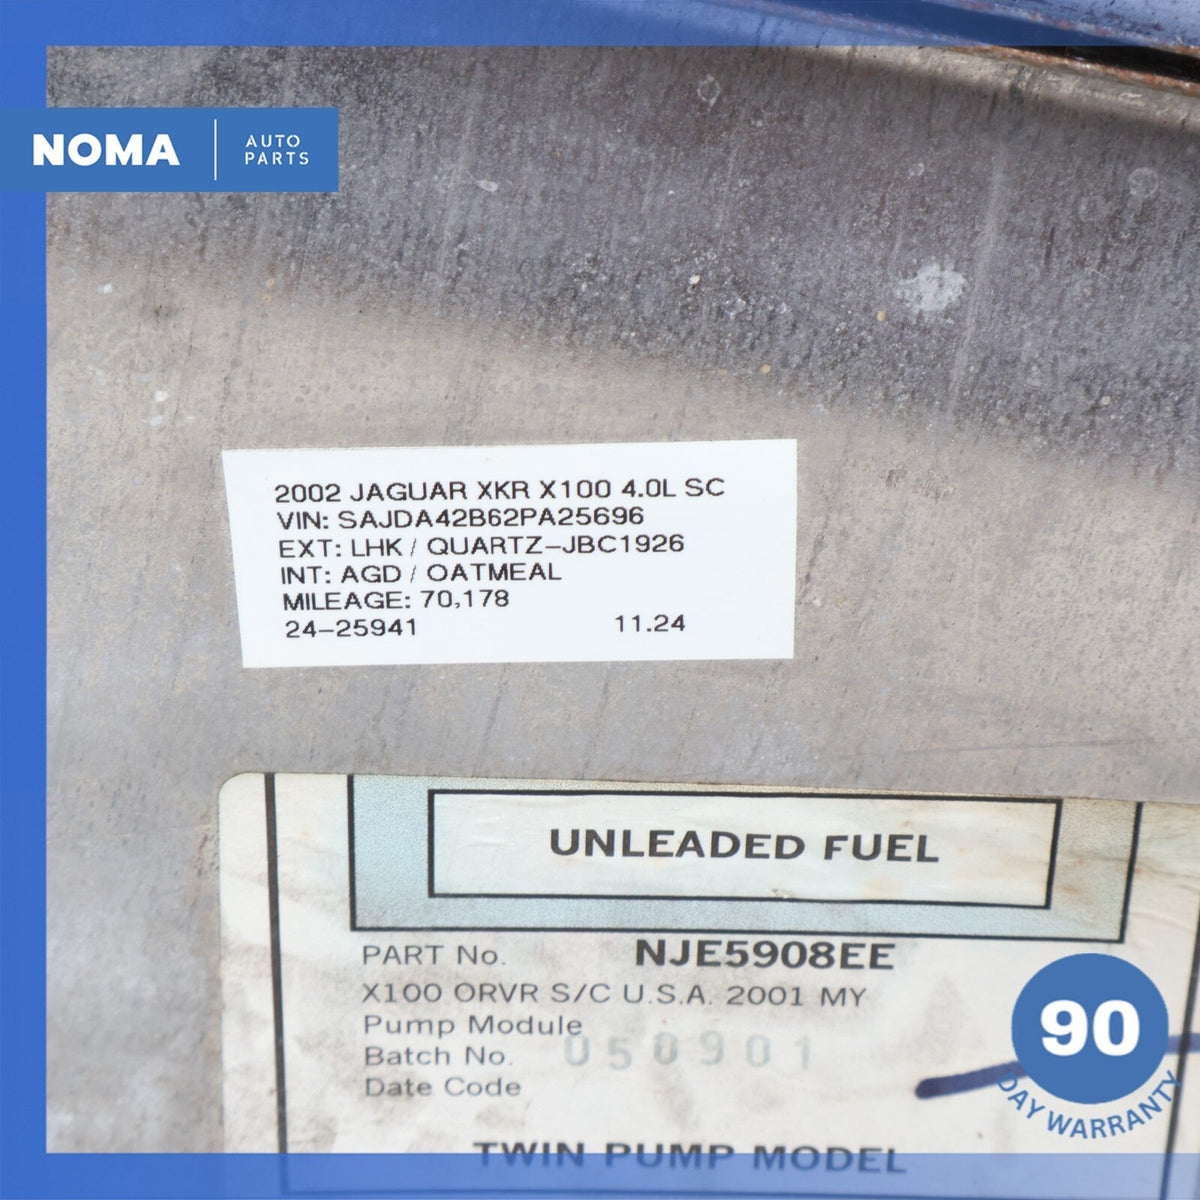 NOMA
AUTO
PARTS
2002 JAGUAR XKR X100 4.0L SC
VIN: SAJDA42B62PA25696
EXT: LHK / QUARTZ-JBC1926
INT: AGD / OATMEAL
MILEAGE: 70,178
24-25941 11.24
UNLEADED FUEL
PART No. NJE5908EE
X100 ORVR S/C U.S.A. 2001 MY
Pump Module
Batch No. 050901
Date Code
TWIN PUMP MODEL
90
DAY WARRANTY